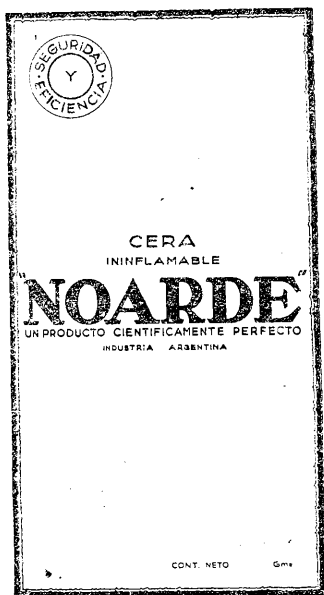 SEGURIDAD
Y
EFICIENCIA
CERA
ININFLAMABLE
"NOARDE"
UN PRODUCTO CIENTIFICAMENTE PERFECTO
INDUSTRIA ARGENTINA
CONT. NETO Gms